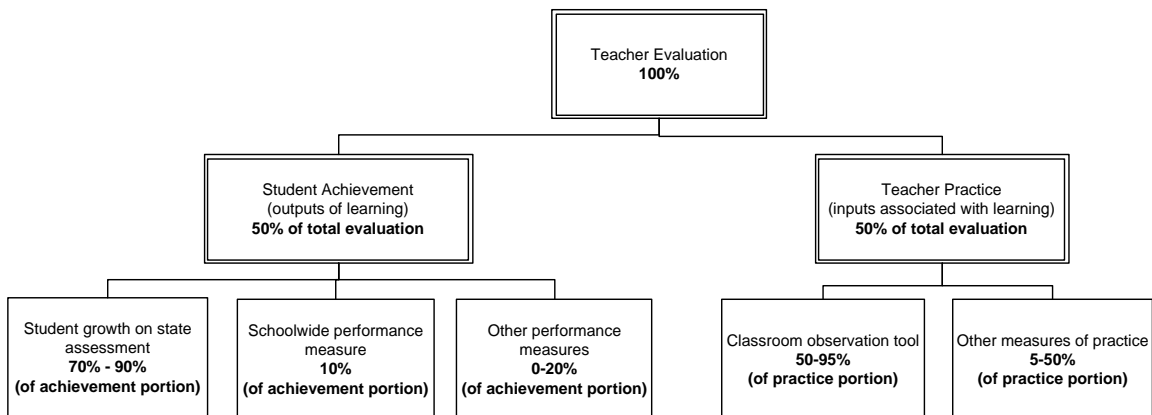 Teacher Evaluation
100%
Student Achievement
(outputs of learning)
50% of total evaluation
Teacher Practice
(inputs associated with learning)
50% of total evaluation
Student growth on state
assessment
70% - 90%
(of achievement portion)
Schoolwide performance
measure
10%
(of achievement portion)
Other performance
measures
0-20%
(of achievement portion)
Classroom observation tool
50-95%
(of practice portion)
Other measures of practice
5-50%
(of practice portion)